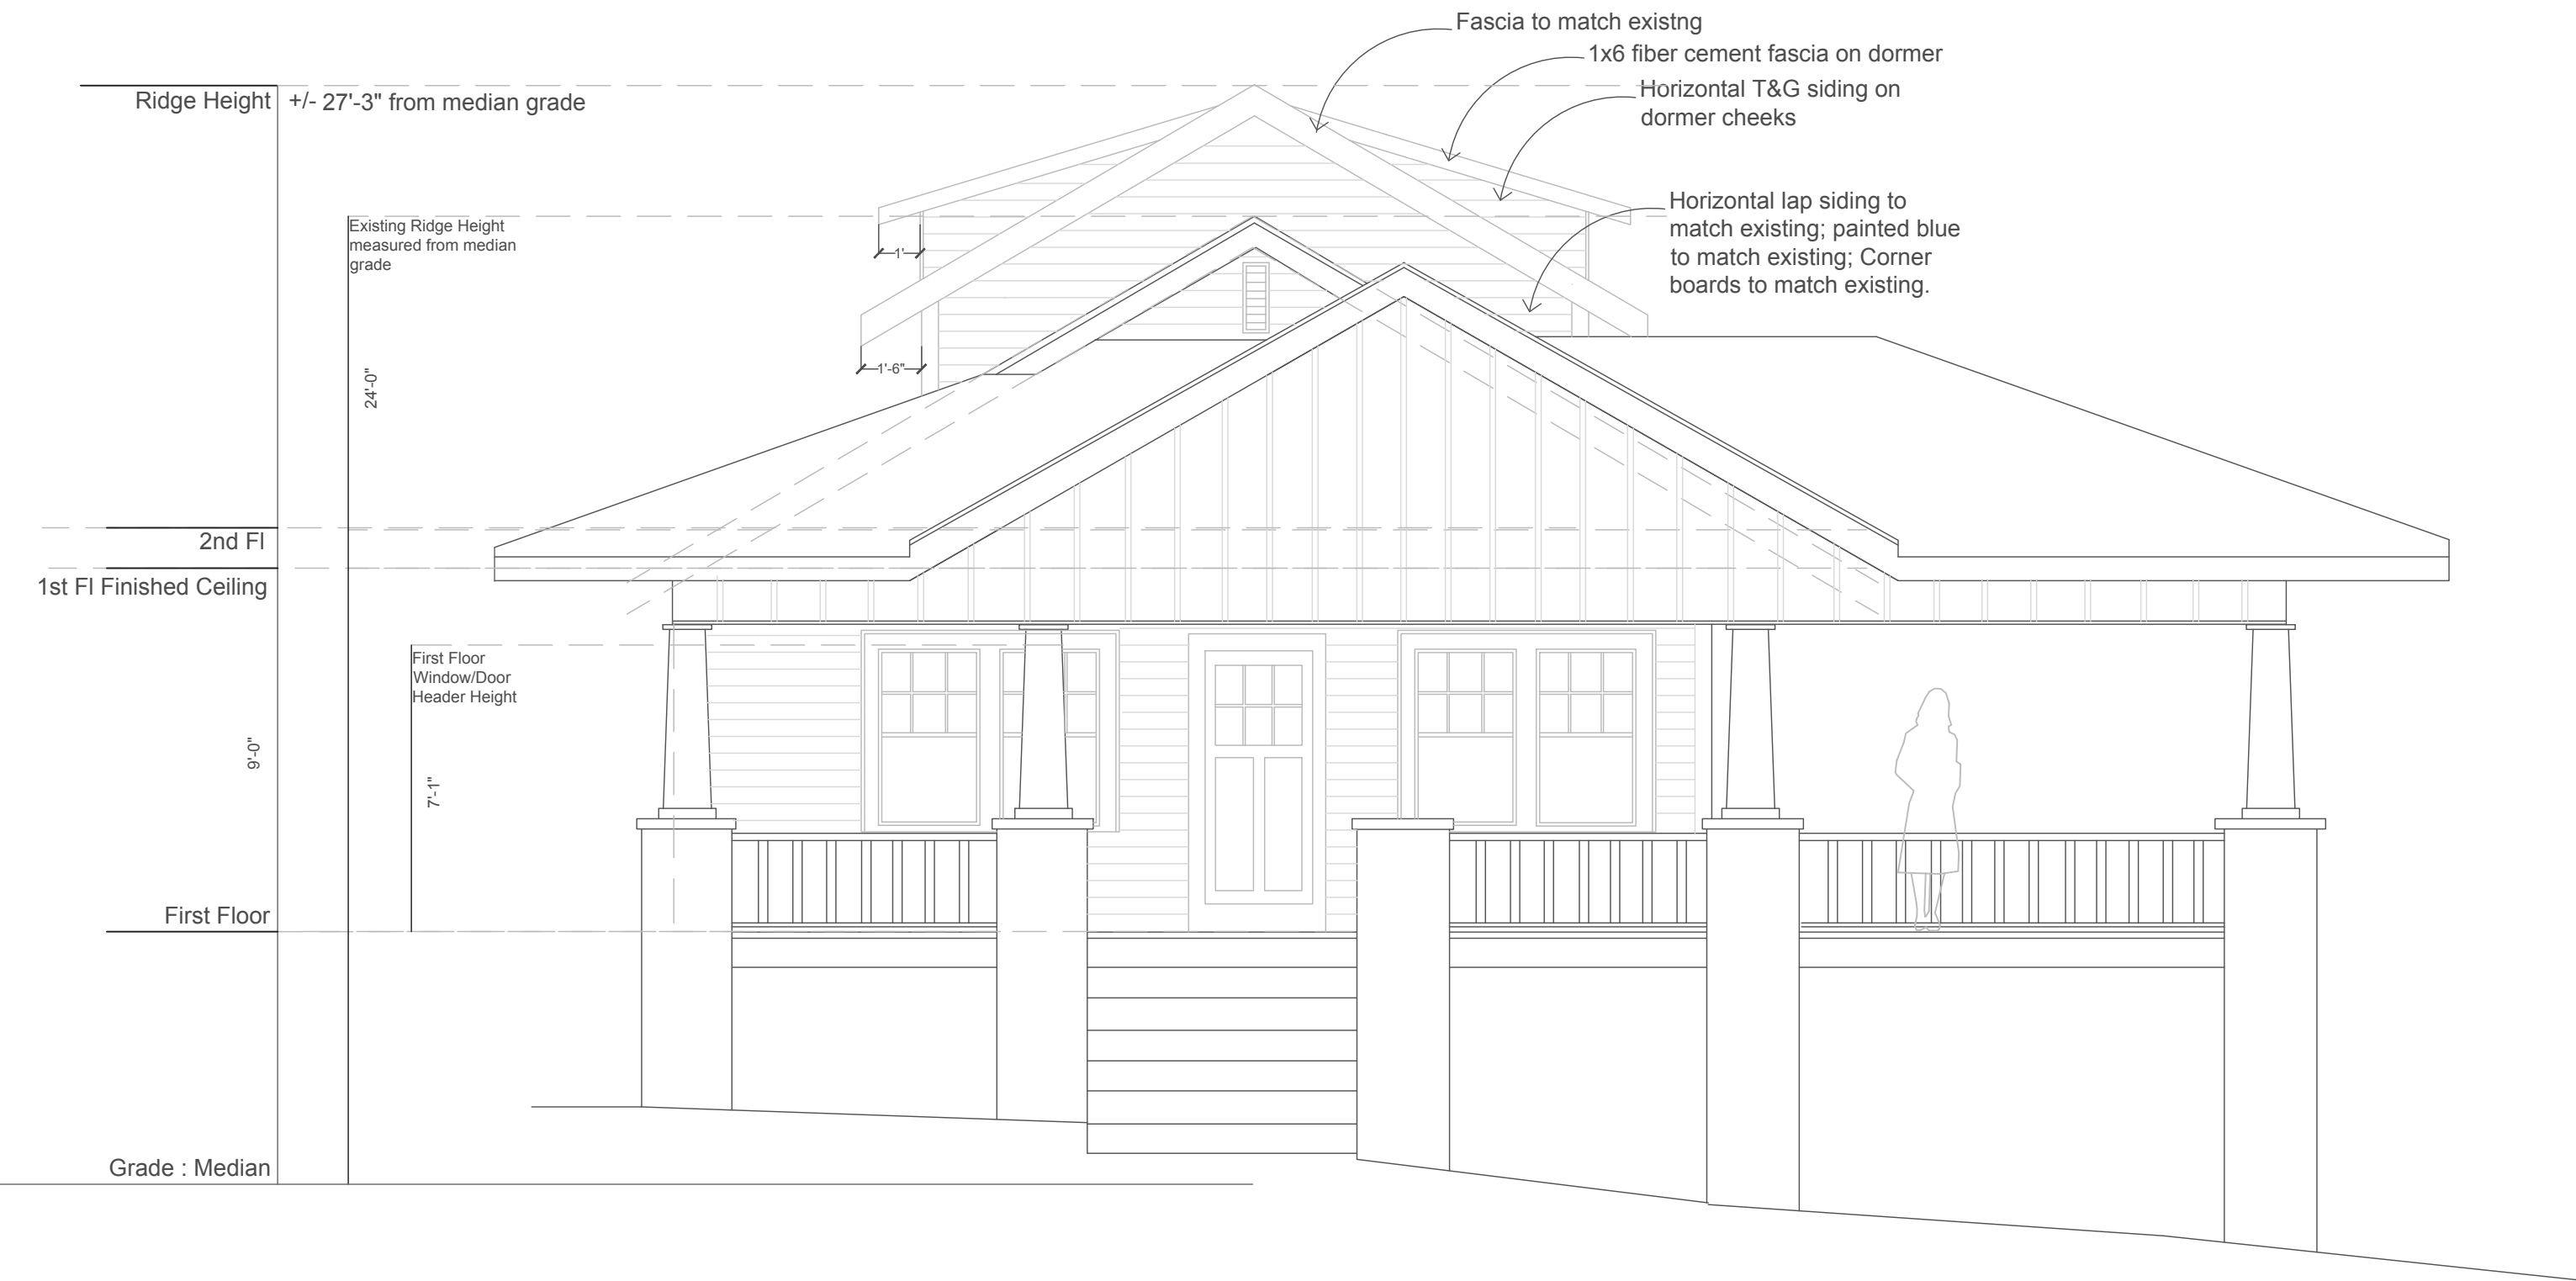 Fascia to match existng
1x6 fiber cement fascia on dormer
Horizontal T&G siding on
dormer cheeks
Ridge Height
+/- 27'-3" from median grade
Horizontal lap siding to
match existing; painted blue
to match existing; Corner
boards to match existing.
Existing Ridge Height
measured from median
grade
1'
1'-6"
24'-0"
2nd Fl
1st Fl Finished Ceiling
First Floor
Window/Door
Header Height
9'-0"
7'-1"
First Floor
Grade : Median